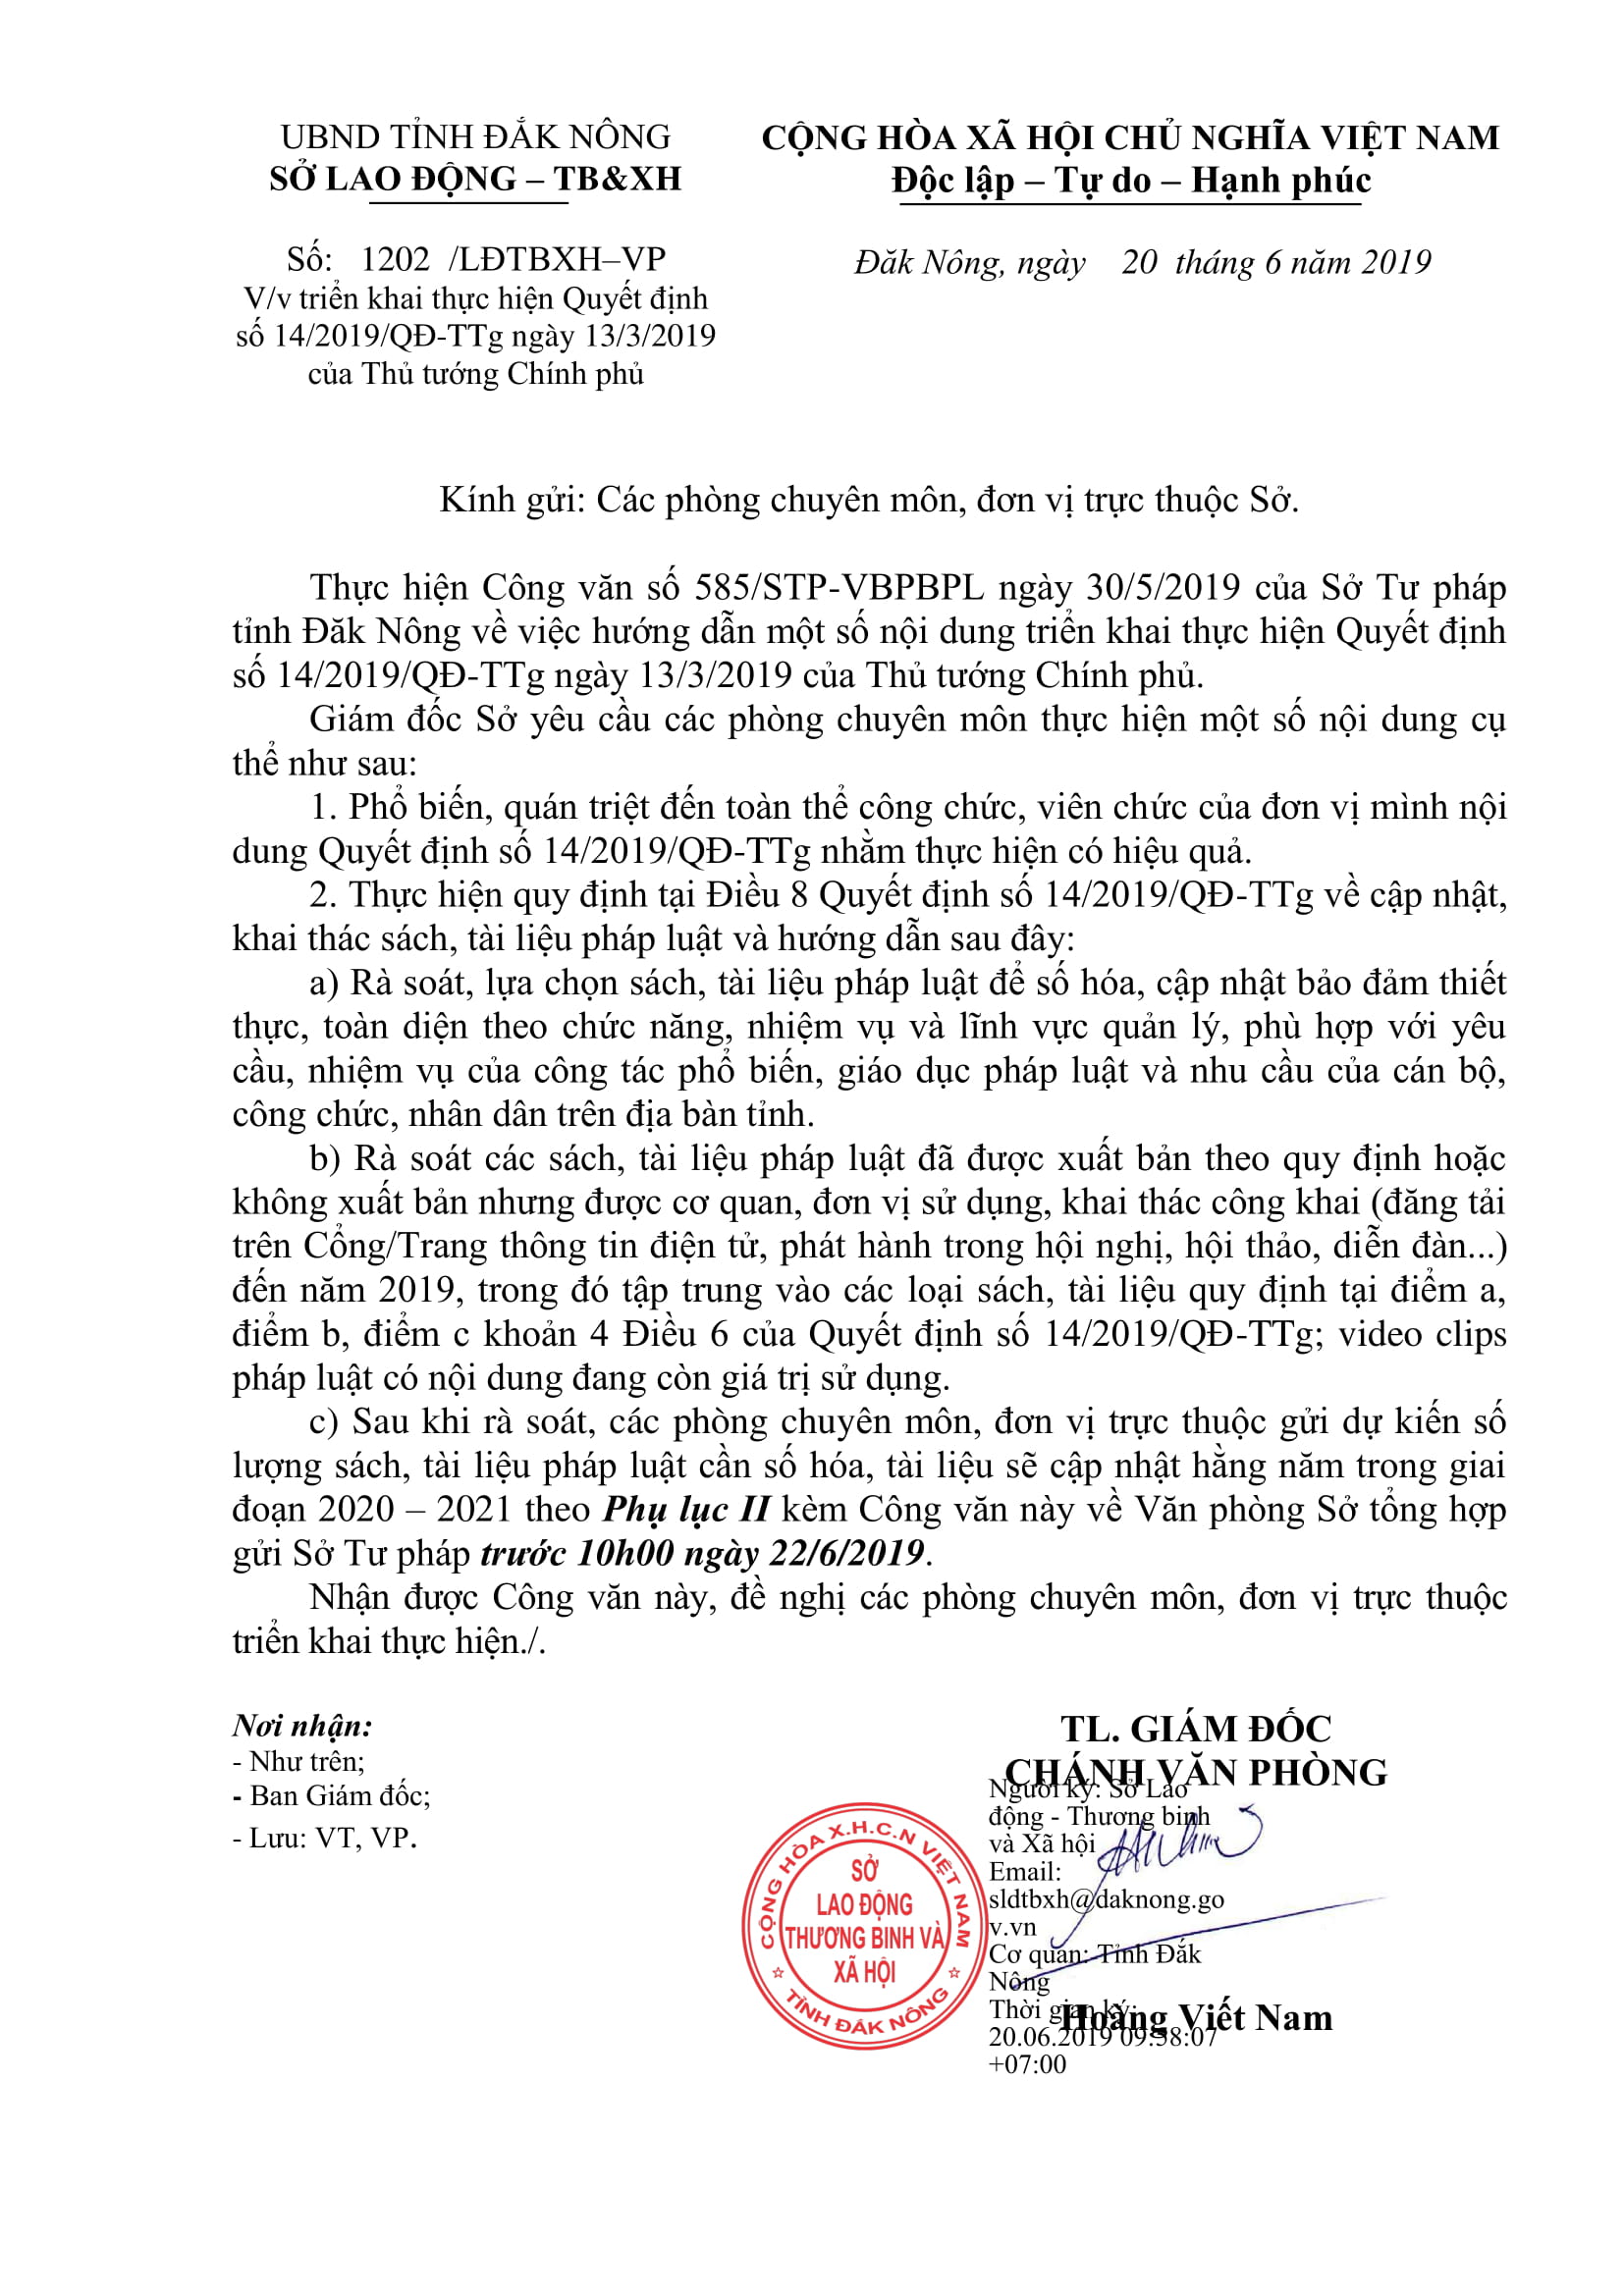 UBND TỈNH ĐẮK NÔNG
SỞ LAO ĐỘNG – TB&XH
CỘNG HÒA XÃ HỘI CHỦ NGHĨA VIỆT NAM
Độc lập – Tự do – Hạnh phúc
Số: 1202 /LĐTBXH–VP
V/v triển khai thực hiện Quyết định
số 14/2019/QĐ-TTg ngày 13/3/2019
của Thủ tướng Chính phủ
Đăk Nông, ngày 20 tháng 6 năm 2019
Kính gửi: Các phòng chuyên môn, đơn vị trực thuộc Sở.
Thực hiện Công văn số 585/STP-VBPBPL ngày 30/5/2019 của Sở Tư pháp
tỉnh Đăk Nông về việc hướng dẫn một số nội dung triển khai thực hiện Quyết định
số 14/2019/QĐ-TTg ngày 13/3/2019 của Thủ tướng Chính phủ.
Giám đốc Sở yêu cầu các phòng chuyên môn thực hiện một số nội dung cụ
thể như sau:
1. Phổ biến, quán triệt đến toàn thể công chức, viên chức của đơn vị mình nội
dung Quyết định số 14/2019/QĐ-TTg nhằm thực hiện có hiệu quả.
2. Thực hiện quy định tại Điều 8 Quyết định số 14/2019/QĐ-TTg về cập nhật,
khai thác sách, tài liệu pháp luật và hướng dẫn sau đây:
a) Rà soát, lựa chọn sách, tài liệu pháp luật để số hóa, cập nhật bảo đảm thiết
thực, toàn diện theo chức năng, nhiệm vụ và lĩnh vực quản lý, phù hợp với yêu
cầu, nhiệm vụ của công tác phổ biến, giáo dục pháp luật và nhu cầu của cán bộ,
công chức, nhân dân trên địa bàn tỉnh.
b) Rà soát các sách, tài liệu pháp luật đã được xuất bản theo quy định hoặc
không xuất bản nhưng được cơ quan, đơn vị sử dụng, khai thác công khai (đăng tải
trên Cổng/Trang thông tin điện tử, phát hành trong hội nghị, hội thảo, diễn đàn...)
đến năm 2019, trong đó tập trung vào các loại sách, tài liệu quy định tại điểm a,
điểm b, điểm c khoản 4 Điều 6 của Quyết định số 14/2019/QĐ-TTg; video clips
pháp luật có nội dung đang còn giá trị sử dụng.
c) Sau khi rà soát, các phòng chuyên môn, đơn vị trực thuộc gửi dự kiến số
lượng sách, tài liệu pháp luật cần số hóa, tài liệu sẽ cập nhật hằng năm trong giai
đoạn 2020 – 2021 theo Phụ lục II kèm Công văn này về Văn phòng Sở tổng hợp
gửi Sở Tư pháp trước 10h00 ngày 22/6/2019.
Nhận được Công văn này, đề nghị các phòng chuyên môn, đơn vị trực thuộc
triển khai thực hiện./.
Nơi nhận:
- Như trên;
- Ban Giám đốc;
- Lưu: VT, VP.
TL. GIÁM ĐỐC
CHÁNH VĂN PHÒNG
Người ký: Sở Lao
động - Thương binh
và Xã hội
Email:
sldtbxh@daknong.go
v.vn
Cơ quan: Tỉnh Đắk
Nông
Thời gian ký:
20.06.2019 09:58:07
+07:00
Hoàng Viết Nam
CỘNG HÒA X.H.C.N VIỆT NAM
SỞ
LAO ĐỘNG
THƯƠNG BINH VÀ
XÃ HỘI
TỈNH ĐẮK NÔNG